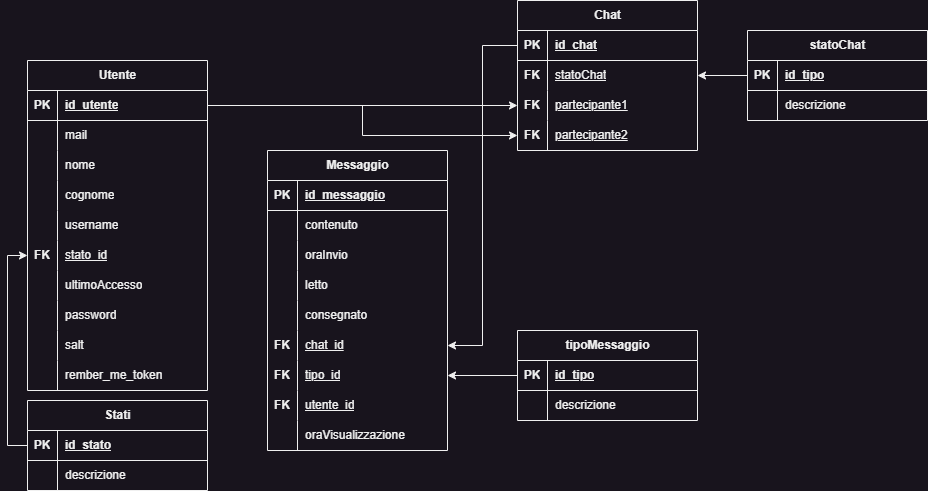 Utente
PK id_utente
mail
nome
cognome
username
FK stato_id
ultimoAccesso
password
salt
rember_me_token
Stati
PK id_stato
descrizione
Messaggio
PK id_messaggio
contenuto
oraInvio
letto
consegnato
FK chat_id
FK tipo_id
FK utente_id
oraVisualizzazione
Chat
PK id_chat
FK statoChat
FK partecipante1
FK partecipante2
tipoMessaggio
PK id_tipo
descrizione
statoChat
PK id_tipo
descrizione